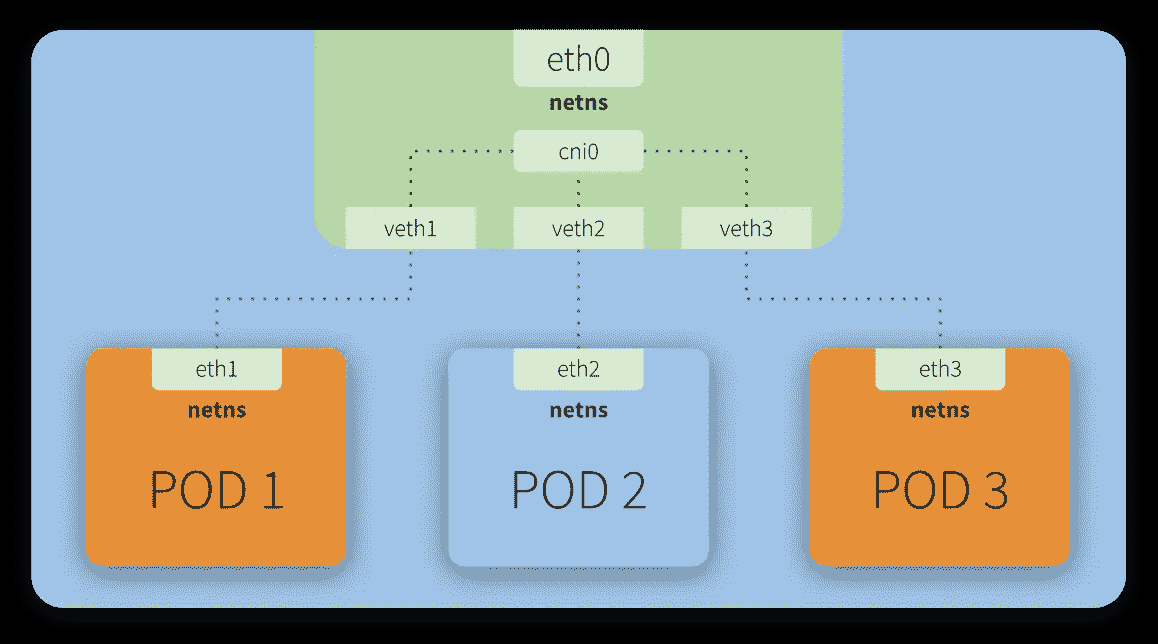 eth0
netns
cni0
veth1 veth2 veth3
eth1 eth2 eth3
netns netns netns
POD 1 POD 2 POD 3